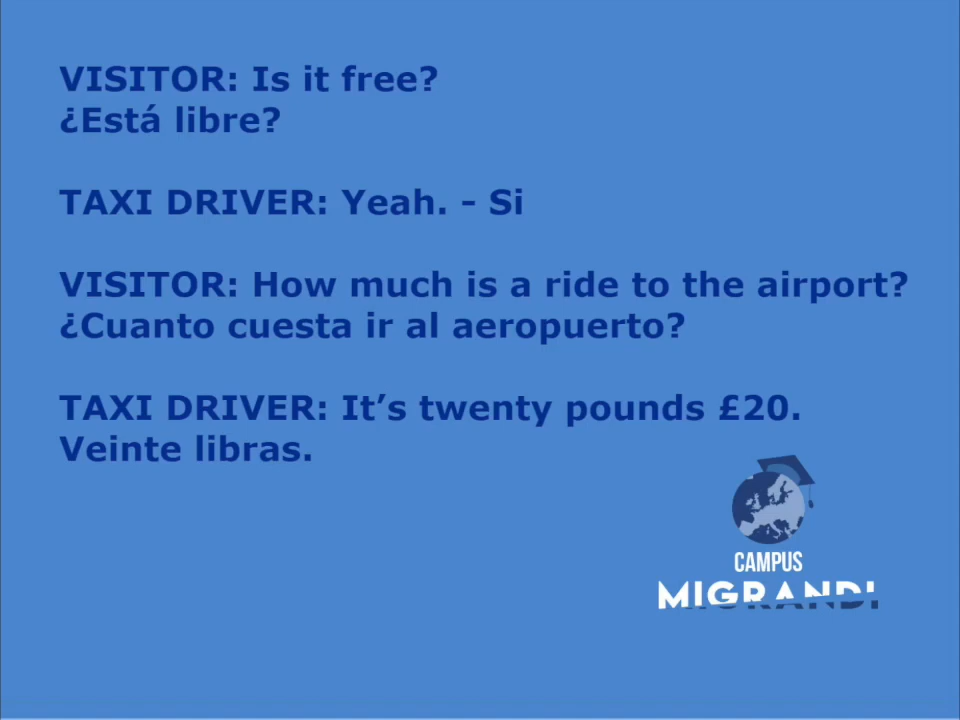 VISITOR: Is it free?
¿Está libre?
TAXI DRIVER: Yeah. - Si
VISITOR: How much is a ride to the airport?
¿Cuanto cuesta ir al aeropuerto?
TAXI DRIVER: It’s twenty pounds £20.
Veinte libras.
CAMPUS
MIGRANDI